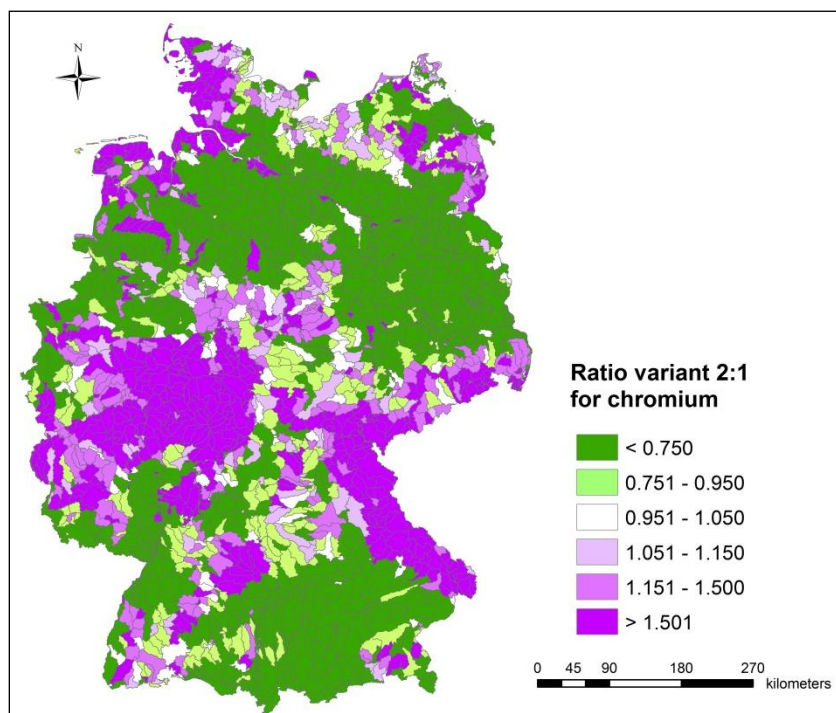 N
Ratio variant 2:1
for chromium
< 0.750
0.751 - 0.950
0.951 - 1.050
1.051 - 1.150
1.151 - 1.500
> 1.501
0 45 90 180 270
kilometers